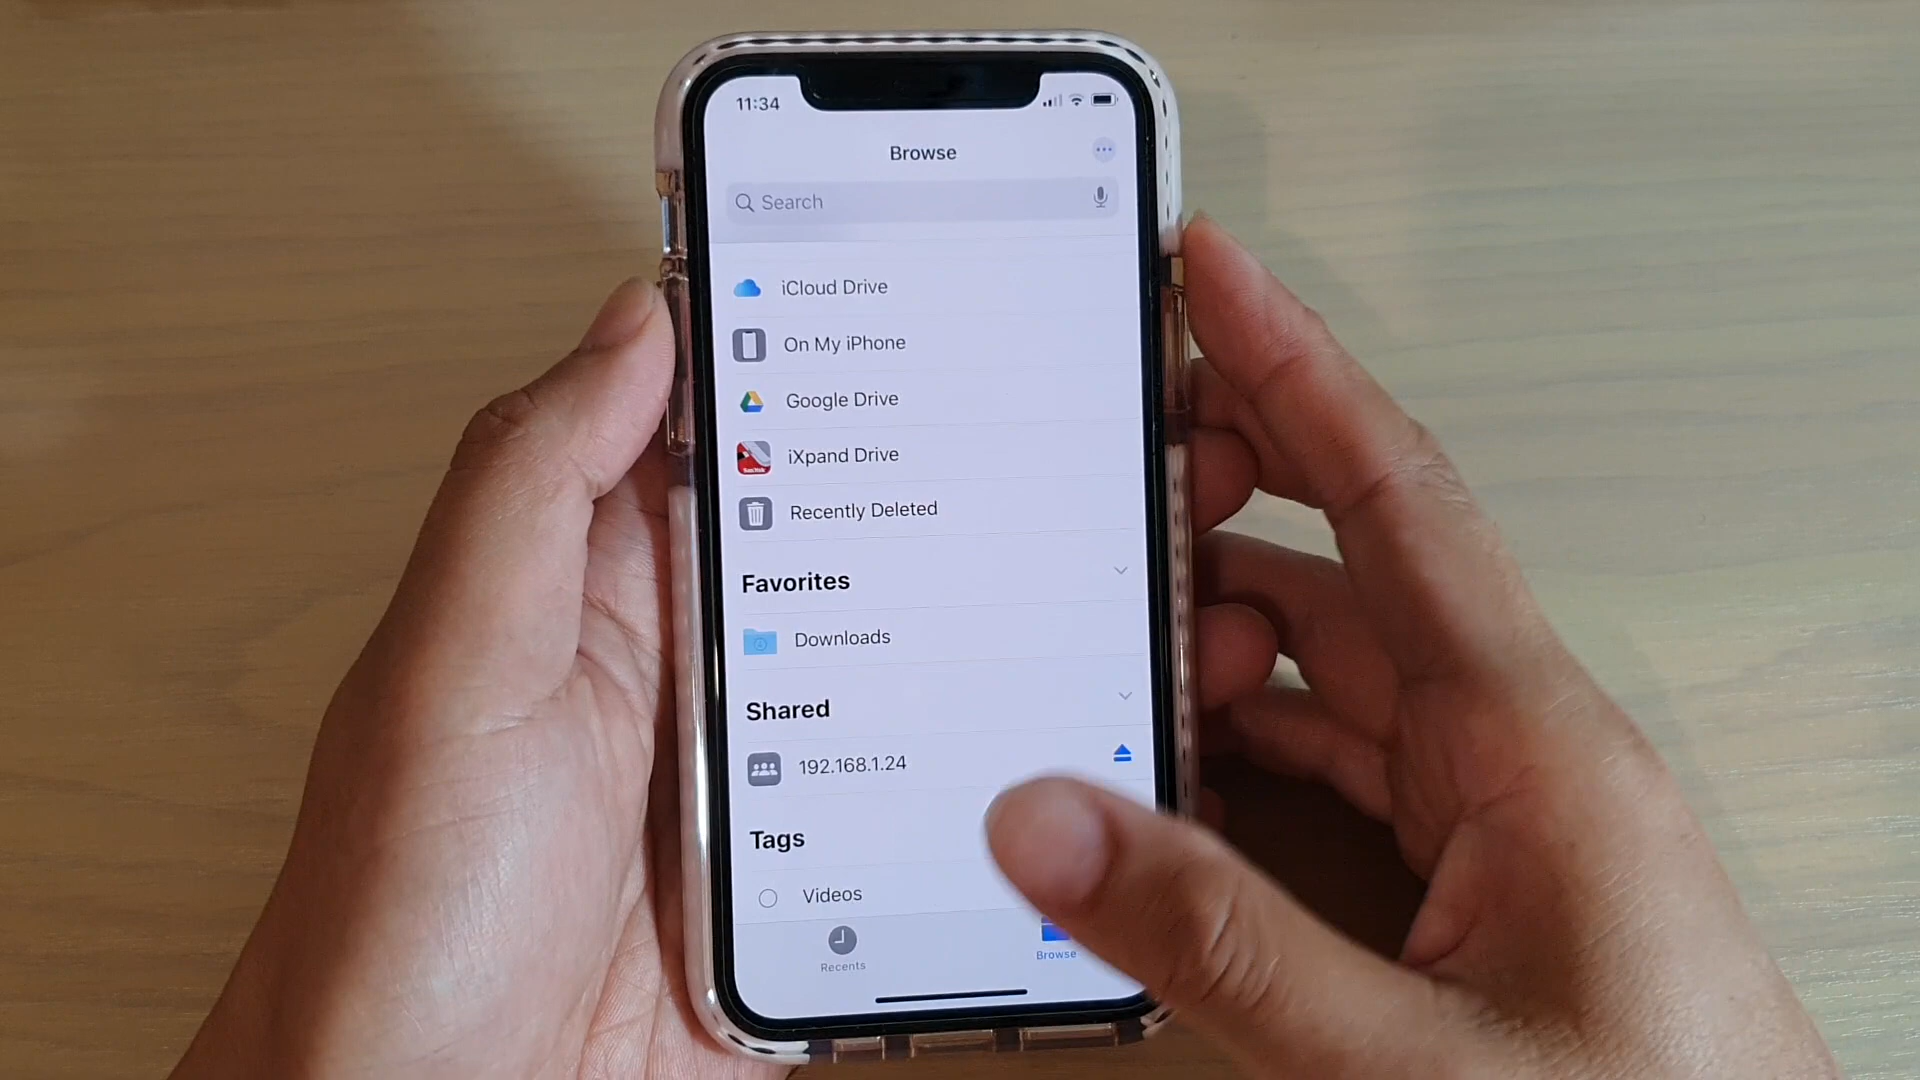 11:34
Browse
Search
iCloud Drive
On My iPhone
Google Drive
iXpand Drive
Recently Deleted
Favorites
Downloads
Shared
192.168.1.24
Tags
Videos
Recents
Browse